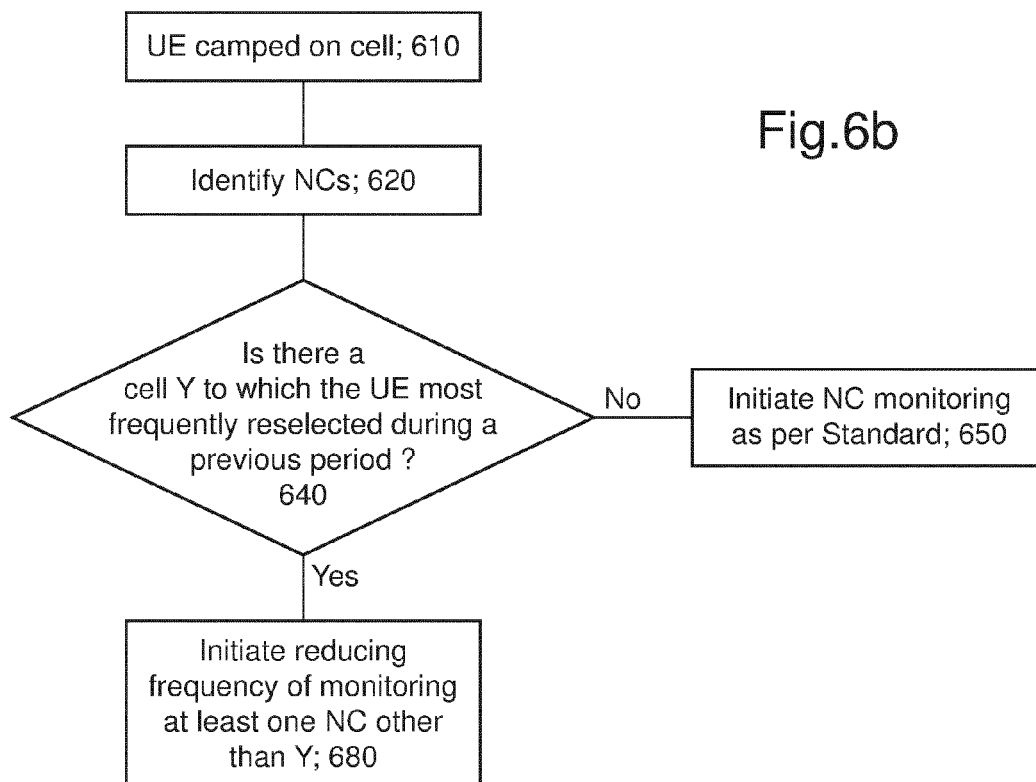 UE camped on cell; 610
Fig.6b
Identify NCs; 620
Is there a
cell Y to which the UE most
frequently reselected during a
previous period ?
640
No
Initiate NC monitoring
as per Standard; 650
Yes
Initiate reducing
frequency of monitoring
at least one NC other
than Y; 680